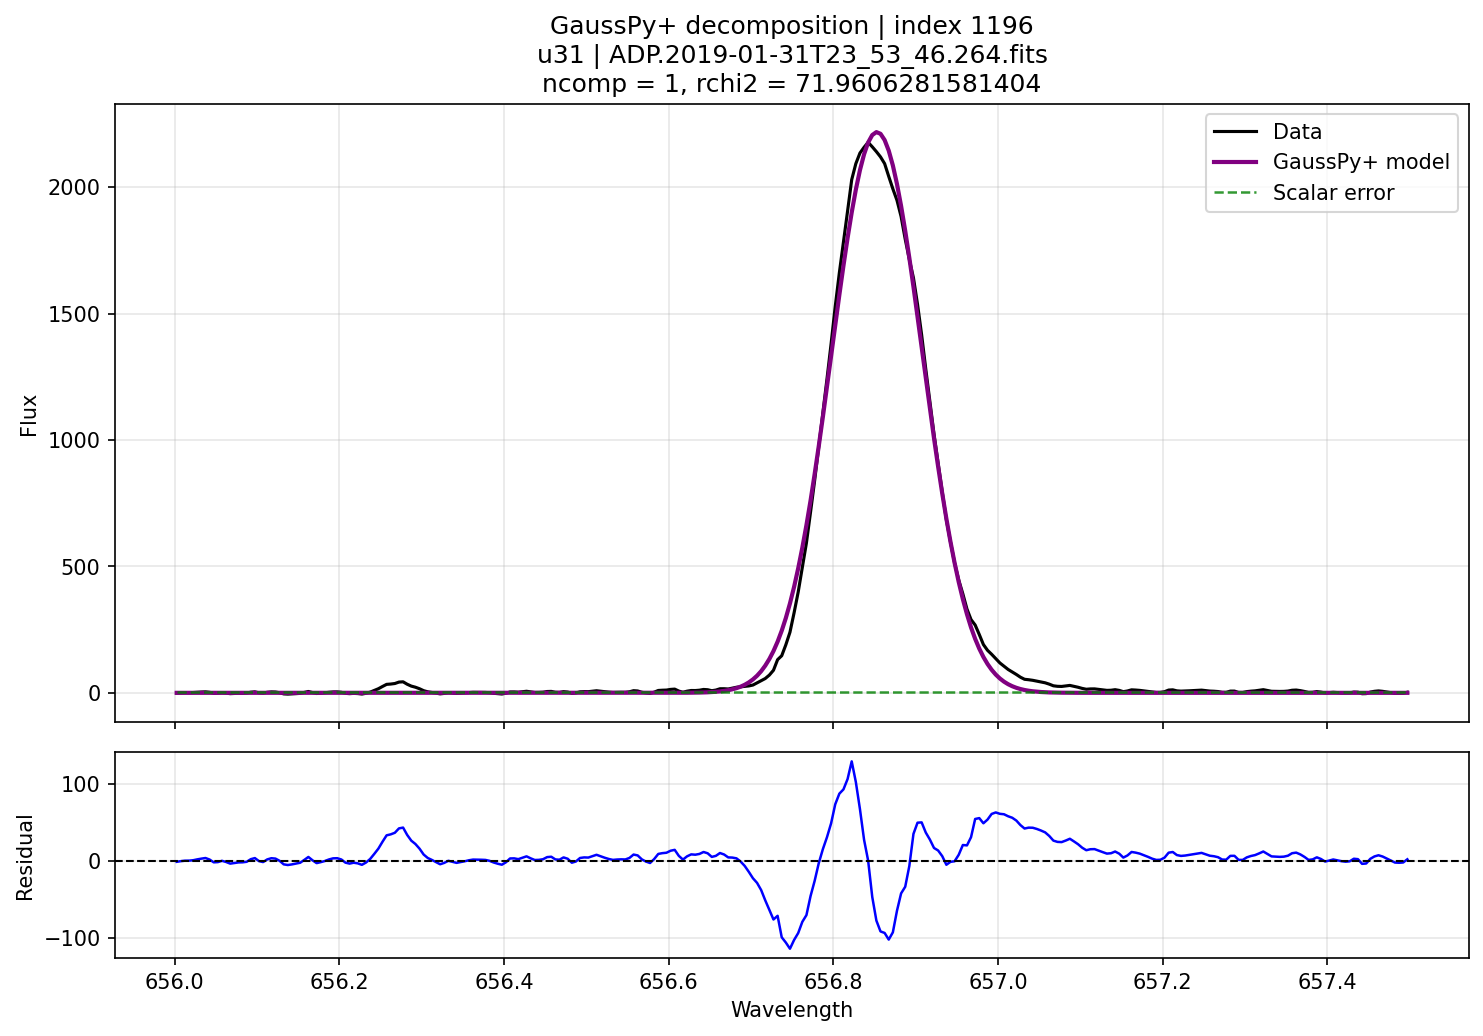 GaussPy+ decomposition | index 1196
u31 | ADP.2019-01-31T23_53_46.264.fits
ncomp = 1, rchi2 = 71.9606281581404
Data
GaussPy+ model
Scalar error
Flux
2000
1500
1000
500
0
Residual
100
0
−100
656.0 656.2 656.4 656.6 656.8 657.0 657.2 657.4
Wavelength